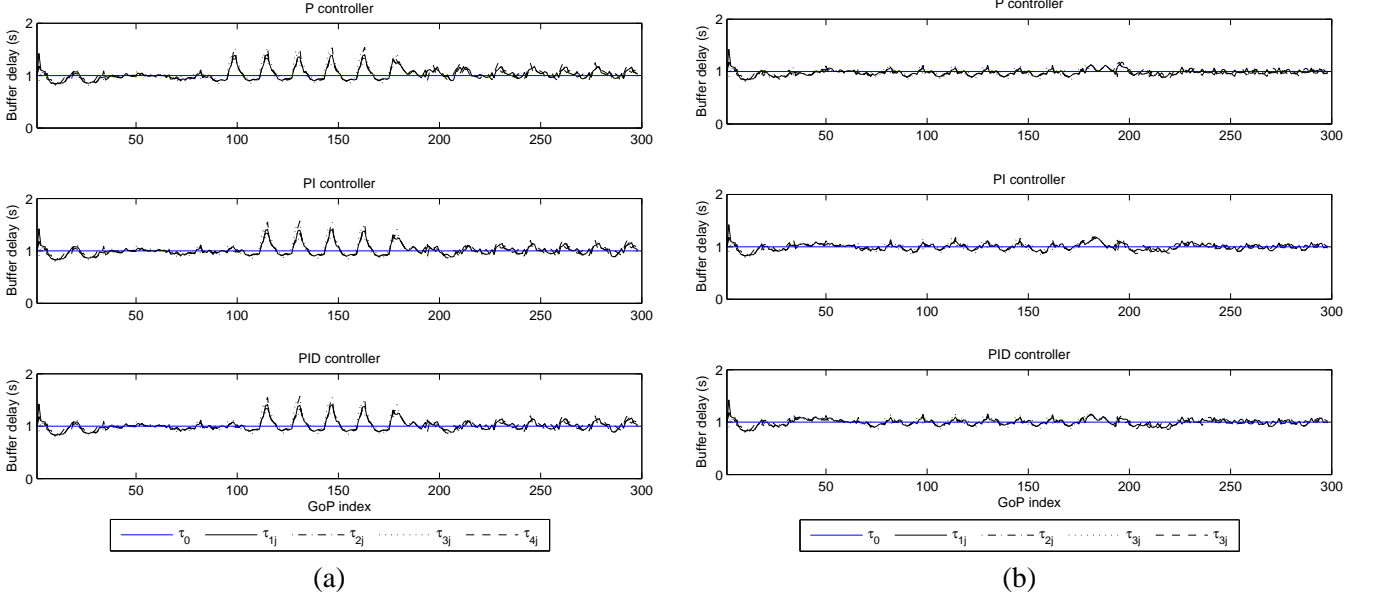 P controller
Buffer delay (s)
2
1
0
50 100 150 200 250 300
PI controller
Buffer delay (s)
2
1
0
50 100 150 200 250 300
PID controller
Buffer delay (s)
2
1
0
50 100 150 200 250 300
GoP index
τ0 τ1j τ2j τ3j τ4j
(a)
P controller
Buffer delay (s)
2
1
0
50 100 150 200 250 300
PI controller
Buffer delay (s)
2
1
0
50 100 150 200 250 300
PID controller
Buffer delay (s)
2
1
0
50 100 150 200 250 300
GoP index
τ0 τ1j τ2j τ3j τ3j
(b)